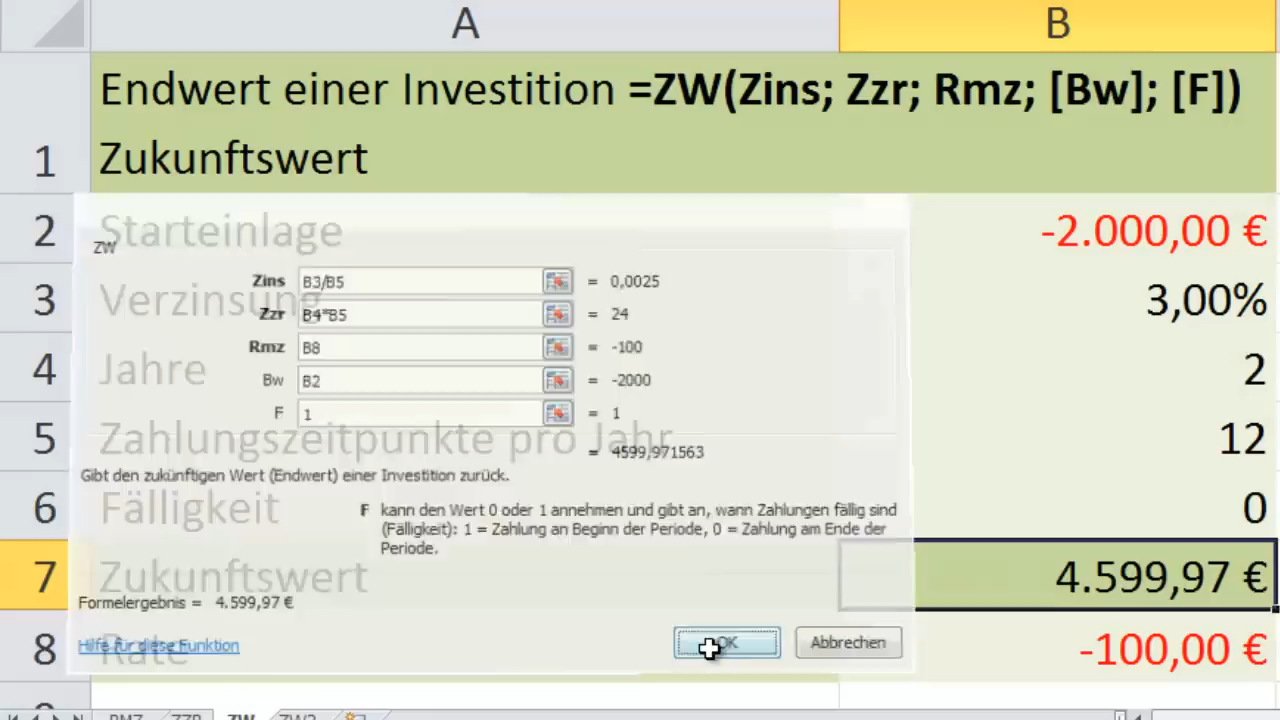 A B
Endwert einer Investition =ZW(Zins; Zzr; Rmz; [Bw]; [F])
1 Zukunftswert
2 Starteinlage -2.000,00 €
ZW
Zins B3/B5 = 0,0025
3 Verzinsung 3,00%
Zzr B4*B5 = 24
Rmz B8 = -100
4 Jahre 2
Bw B2 = -2000
F 1 = 1
5 Zahlungszeitpunkte pro Jahr 12
= 4599,971563
Gibt den zukünftigen Wert (Endwert) einer Investition zurück.
6 Fälligkeit 0
F kann den Wert 0 oder 1 annehmen und gibt an, wann Zahlungen fällig sind
(Fälligkeit): 1 = Zahlung an Beginn der Periode, 0 = Zahlung am Ende der
Periode.
7 Zukunftswert 4.599,97 €
Formelergebnis = 4.599,97 €
8 Rate -100,00 €
Hilfe für diese Funktion OK Abbrechen
RMZ ZZR ZW ZW2